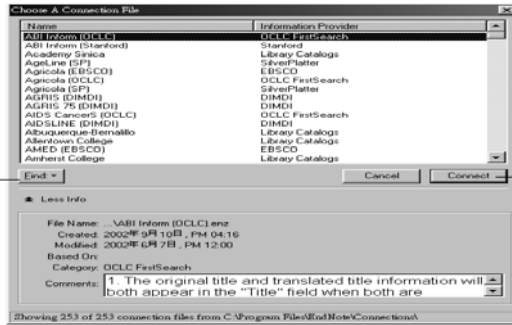 Choose A Connection File
Name Information Provider
ABI Inform (OCLC) OCLC FirstSearch
ABI Inform (Stanford) Stanford
Academy Sinica Library Catalogs
AgeLine (SP) SilverPlatter
Agricola (EBSCO) EBSCO
Agricola (OCLC) OCLC FirstSearch
Agricola (SP) SilverPlatter
AGRIS (DIMDI) DIMDI
AGRIS 75 (DIMDI) DIMDI
AIDS CancerS (OCLC) OCLC FirstSearch
AIDSLINE (DIMDI) DIMDI
Albuquerque-Bernalillo Library Catalogs
Allentown College Library Catalogs
AMED (EBSCO) EBSCO
Amherst College Library Catalogs
Find Cancel Connect
Less Info
File Name: ...\ABI Inform (OCLC).enz
Created: 2002年 9月 10日 , PM 04:16
Modified: 2002年 6月 7日 , PM 12:00
Based On:
Category: OCLC FirstSearch
Comments: 1. The original title and translated title information will
both appear in the "Title" field when both are
Showing 253 of 253 connection files from C:\Program Files\EndNote\Connections\